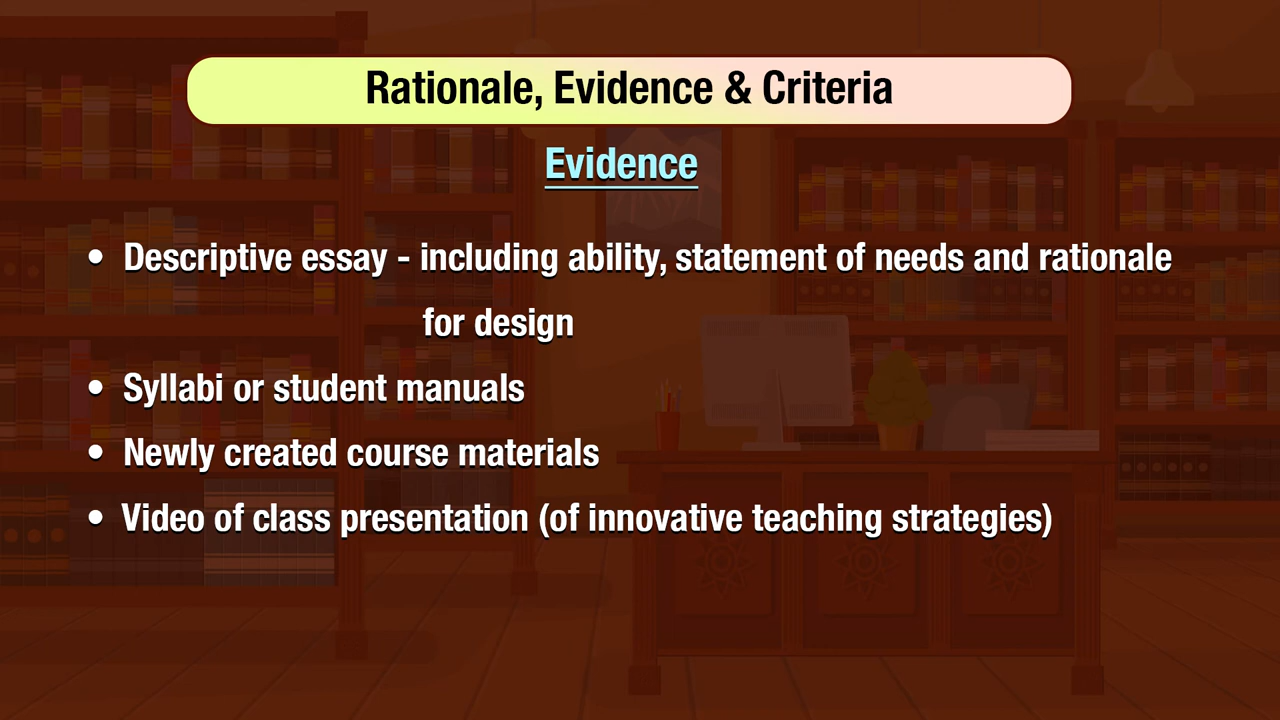 Rationale, Evidence & Criteria
Evidence
• Descriptive essay - including ability, statement of needs and rationale
for design
• Syllabi or student manuals
• Newly created course materials
• Video of class presentation (of innovative teaching strategies)